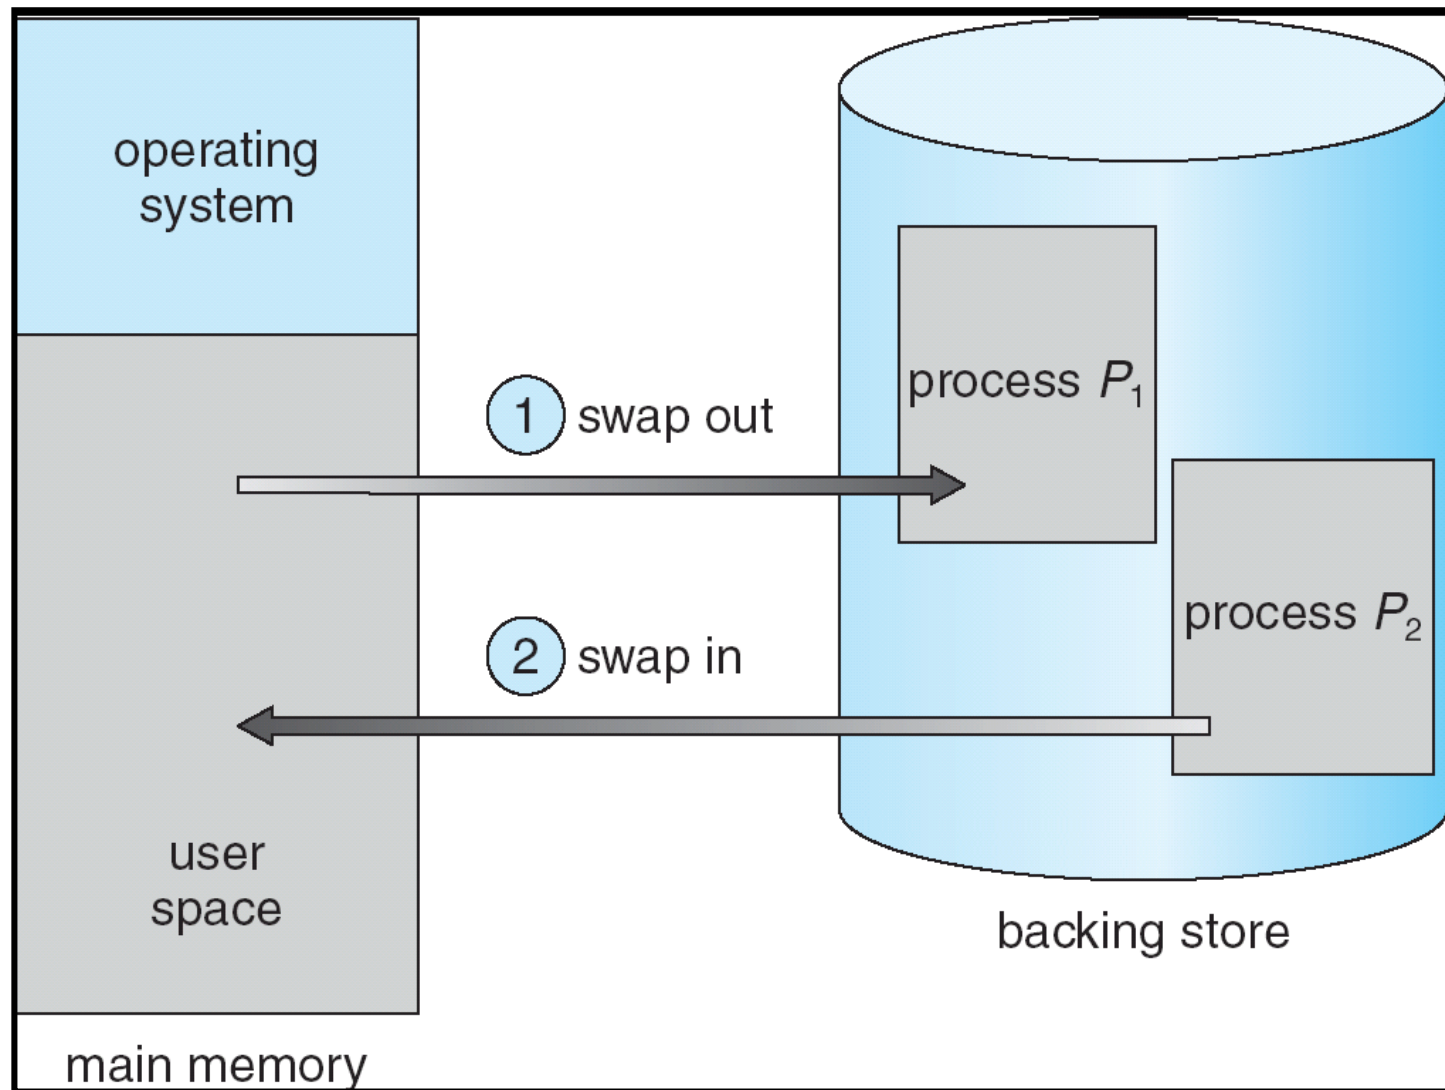 operating
system
process P₁
1 swap out
process P₂
2 swap in
user
space
backing store
main memory